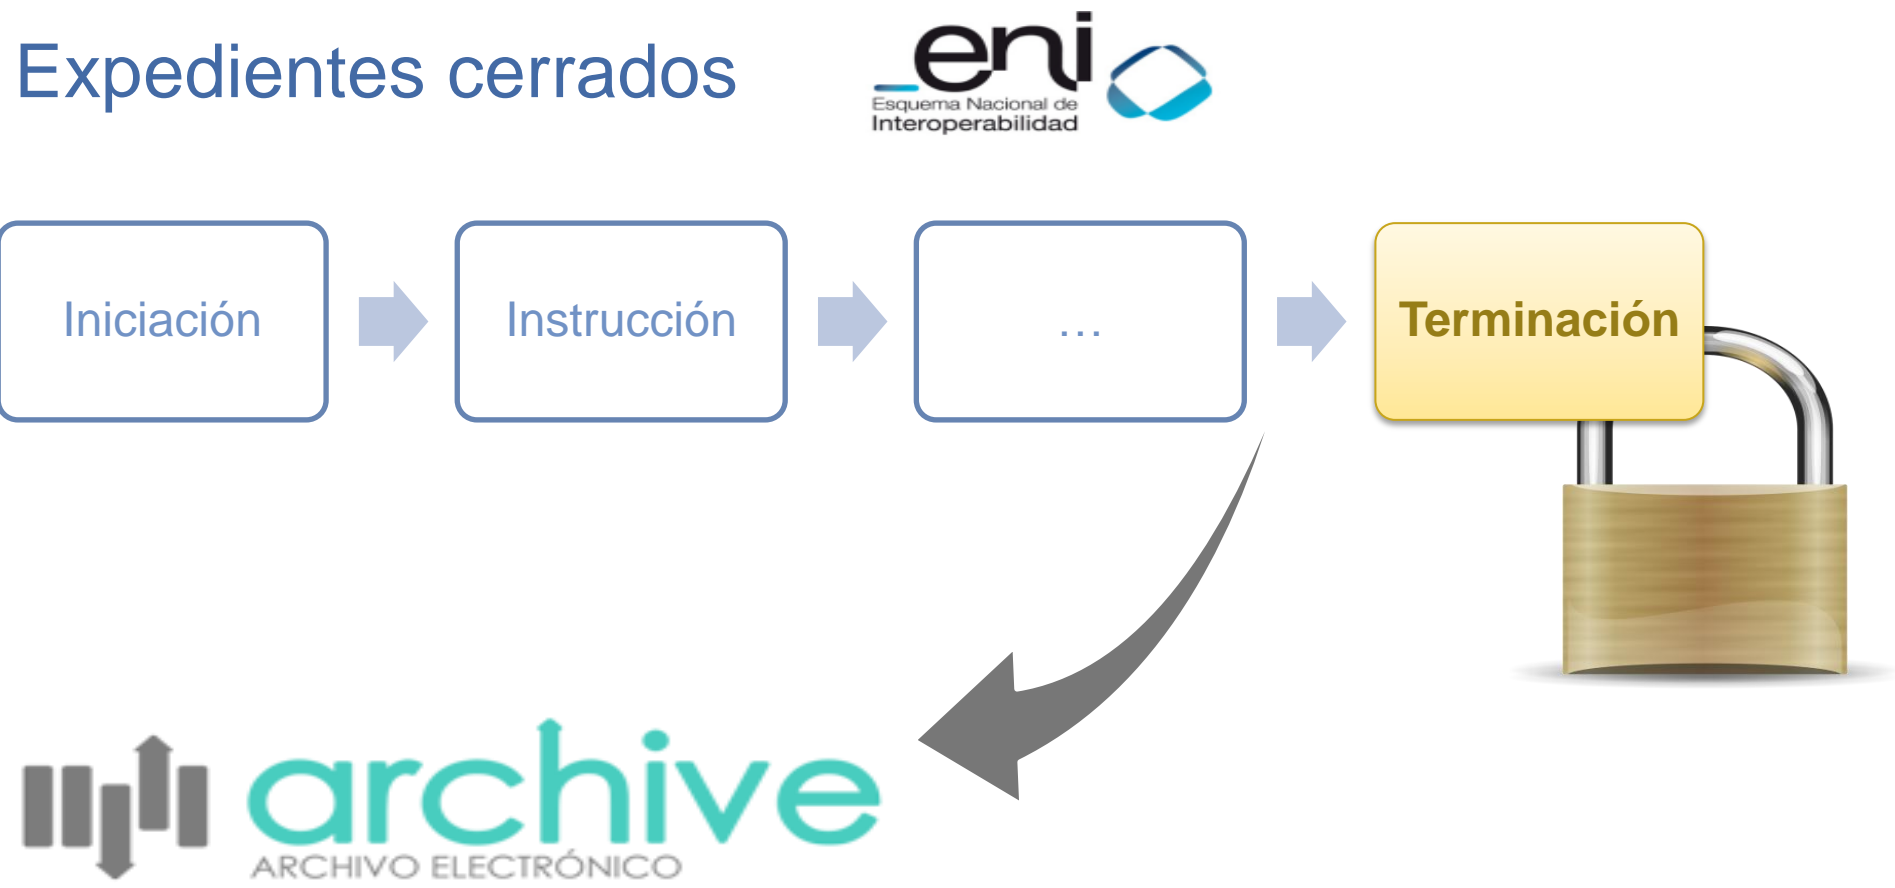 Expedientes cerrados
eni
Esquema Nacional de
Interoperabilidad
Iniciación
Instrucción
...
Terminación
archive
ARCHIVO ELECTRÓNICO